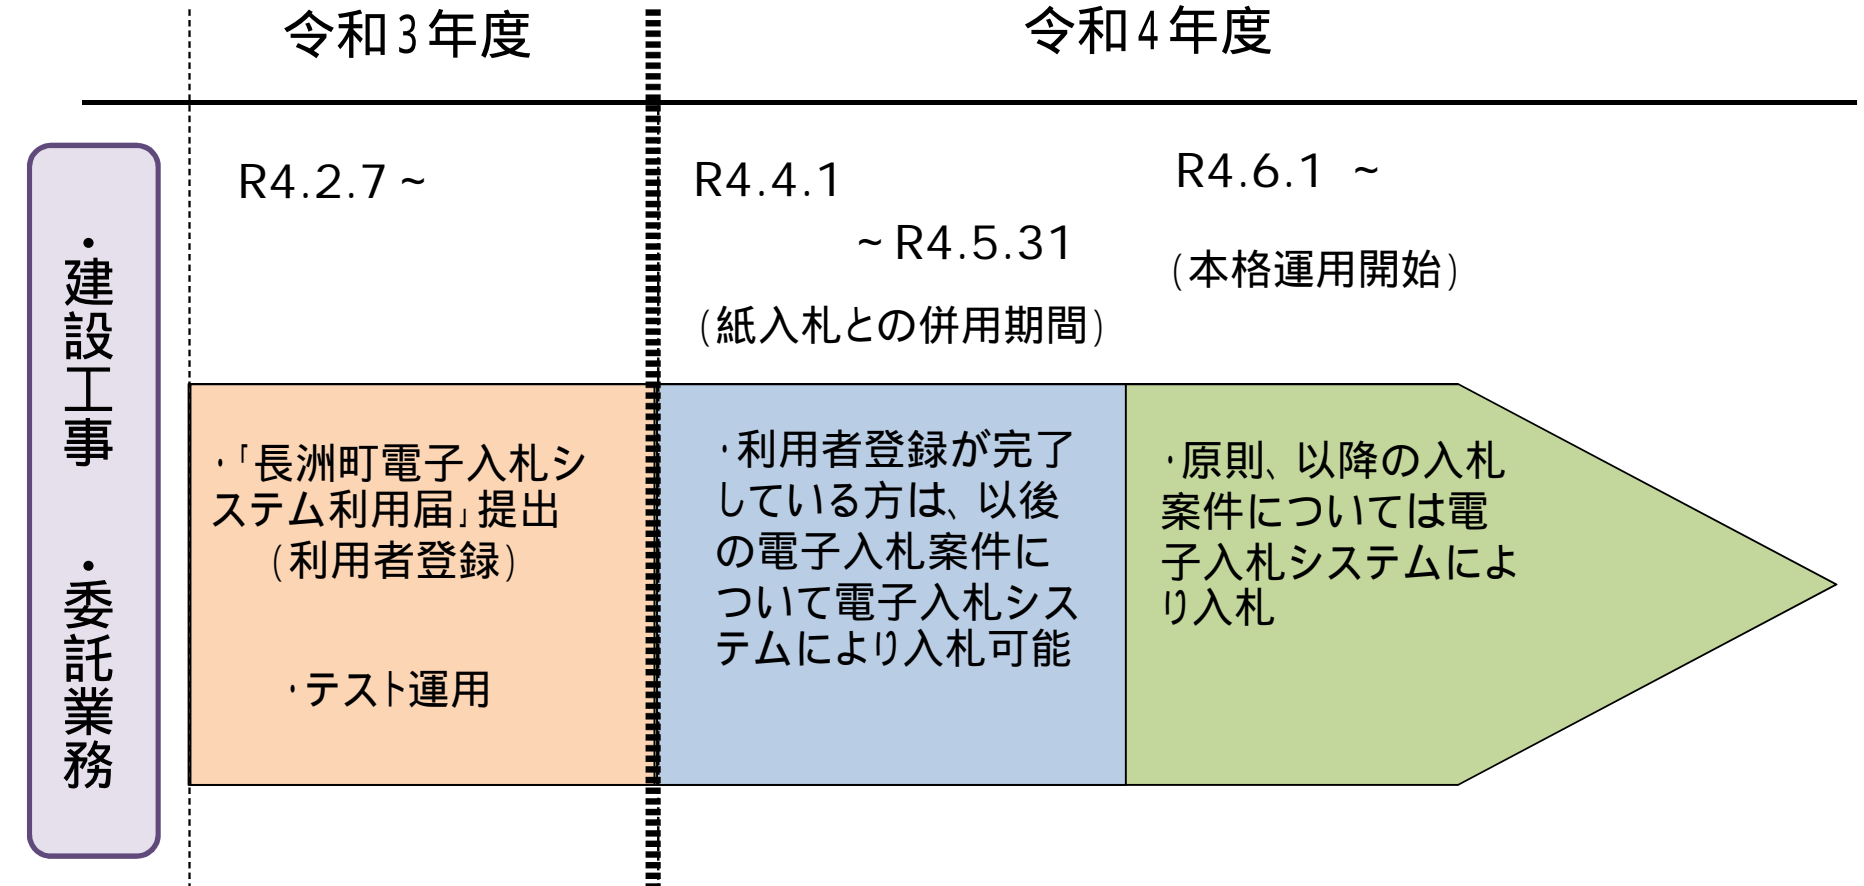 令和3年度
令和4年度
・建設工事　・委託業務
R4.2.7~
R4.4.1
~R4.5.31
(紙入札との併用期間)
R4.6.1 ~
(本格運用開始)
・「長洲町電子入札シ
ステム利用届」提出
(利用者登録)
・テスト運用
・利用者登録が完了
している方は、以後
の電子入札案件に
ついて電子入札シス
テムにより入札可能
・原則、以降の入札
案件については電
子入札システムによ
り入札